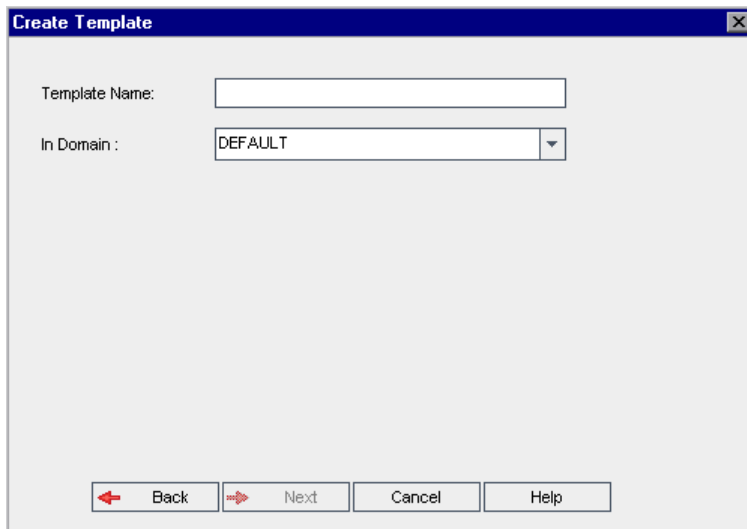 Create Template
Template Name:
In Domain : DEFAULT
Back Next Cancel Help